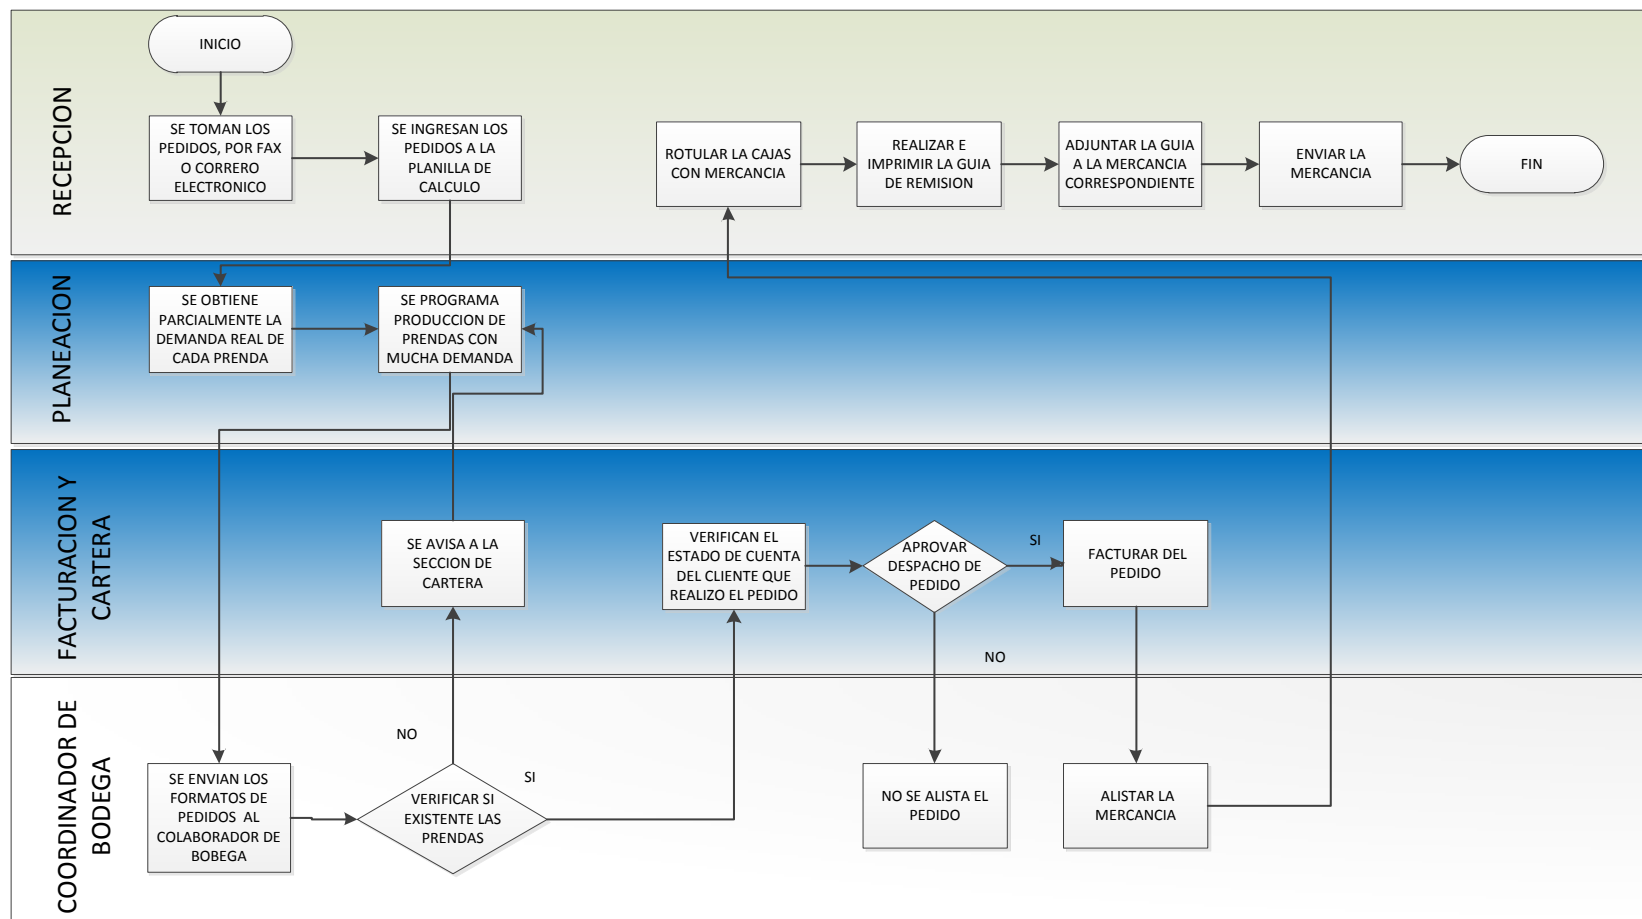 RECEPCION
INICIO
SE TOMAN LOS
PEDIDOS, POR FAX
O CORRERO
ELECTRONICO
SE INGRESAN LOS
PEDIDOS A LA
PLANILLA DE
CALCULO
ROTULAR LA CAJAS
CON MERCANCIA
REALIZAR E
IMPRIMIR LA GUIA
DE REMISION
ADJUNTAR LA GUIA
A LA MERCANCIA
CORRESPONDIENTE
ENVIAR LA
MERCANCIA
FIN
PLANEACION
SE OBTIENE
PARCIALMENTE LA
DEMANDA REAL DE
CADA PRENDA
SE PROGRAMA
PRODUCCION DE
PRENDAS CON
MUCHA DEMANDA
FACTURACION Y
CARTERA
SE AVISA A LA
SECCION DE
CARTERA
VERIFICAN EL
ESTADO DE CUENTA
DEL CLIENTE QUE
REALIZO EL PEDIDO
APROVAR
DESPACHO DE
PEDIDO
SI
FACTURAR DEL
PEDIDO
NO
COORDINADOR DE
BODEGA
SE ENVIAN LOS
FORMATOS DE
PEDIDOS AL
COLABORADOR DE
BOBEGA
NO
VERIFICAR SI
EXISTENTE LAS
PRENDAS
SI
NO SE ALISTA EL
PEDIDO
ALISTAR LA
MERCANCIA